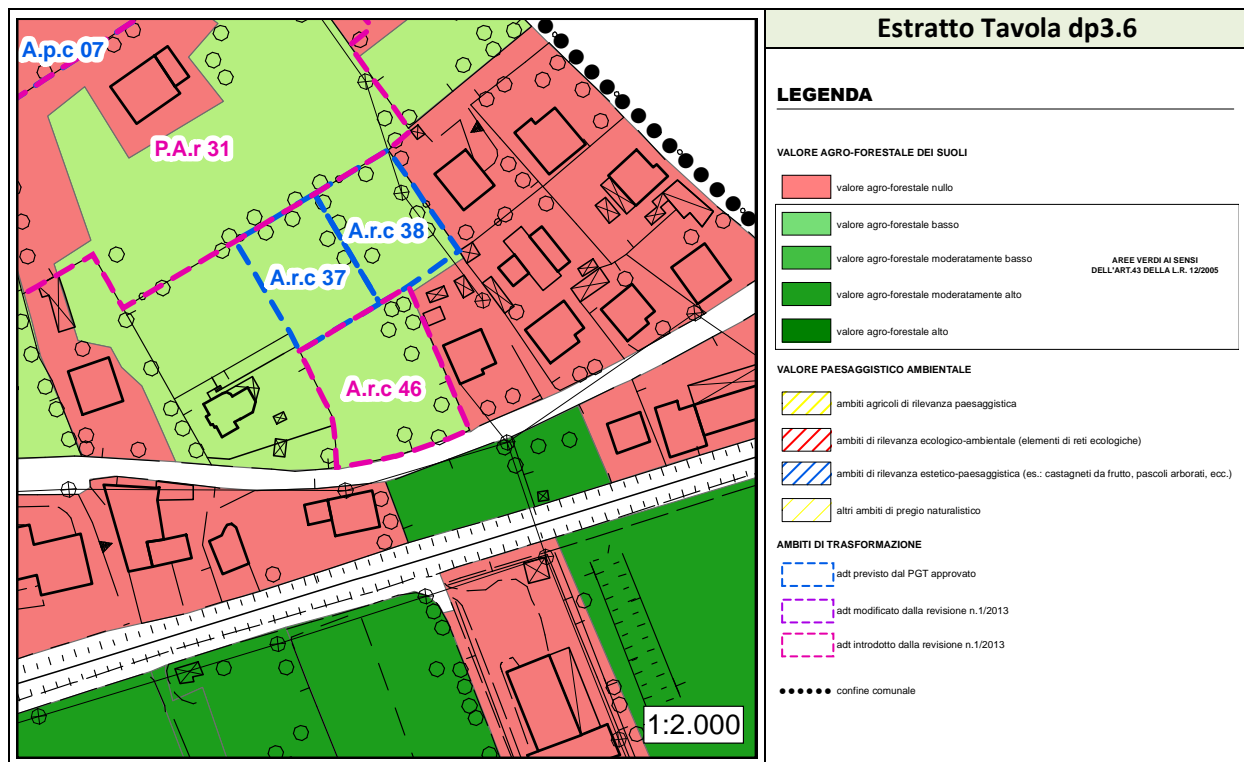 Estratto Tavola dp3.6
A.p.c 07
P.A.r 31
A.r.c 38
A.r.c 37
A.r.c 46
1:2.000
LEGENDA
VALORE AGRO-FORESTALE DEI SUOLI
valore agro-forestale nullo
valore agro-forestale basso
valore agro-forestale moderatamente basso
valore agro-forestale moderatamente alto
valore agro-forestale alto
AREE VERDI AI SENSI
DELL'ART.43 DELLA L.R. 12/2005
VALORE PAESAGGISTICO AMBIENTALE
ambiti agricoli di rilevanza paesaggistica
ambiti di rilevanza ecologico-ambientale (elementi di reti ecologiche)
ambiti di rilevanza estetico-paesaggistica (es.: castagneti da frutto, pascoli arborati, ecc.)
altri ambiti di pregio naturalistico
AMBITI DI TRASFORMAZIONE
adt previsto dal PGT approvato
adt modificato dalla revisione n.1/2013
adt introdotto dalla revisione n.1/2013
confine comunale